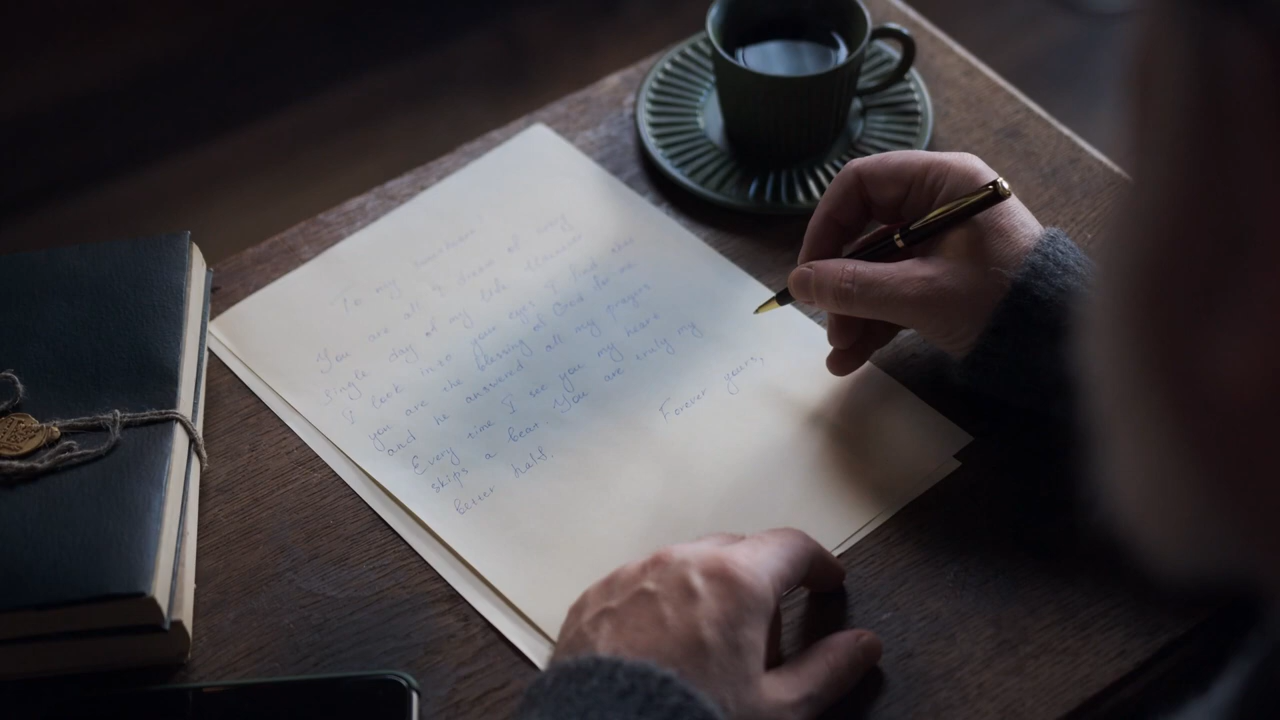 To my
You are all I dream of every
single day of my life. Whenever
I look into your eyes I find
you are the blessing of God for me
and he answered all my prayers
Every time I see you my heart
skips a beat. You are truly my
better half.
Forever yours,